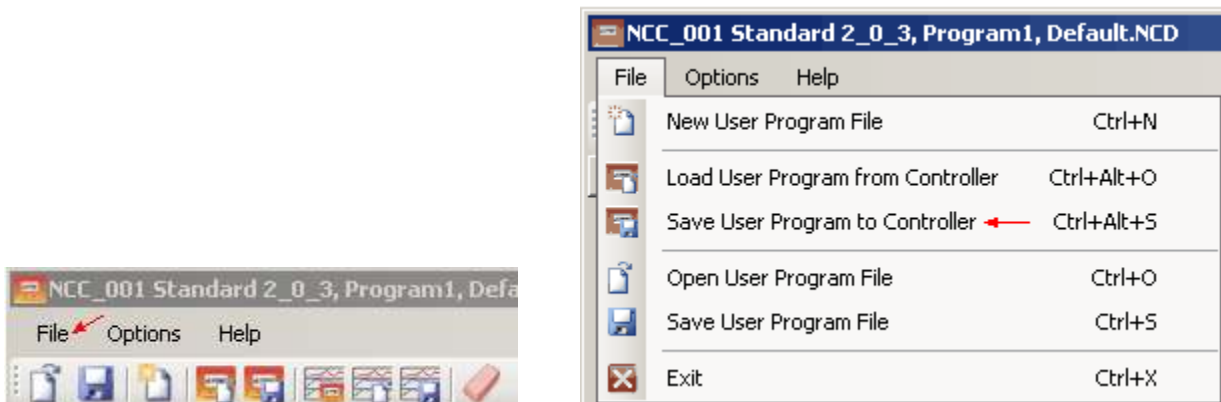 NCC_001 Standard 2_0_3, Program1, Defa
File Options Help
NCC_001 Standard 2_0_3, Program1, Default.NCD
File Options Help
New User Program File Ctrl+N
Load User Program from Controller Ctrl+Alt+O
Save User Program to Controller Ctrl+Alt+S
Open User Program File Ctrl+O
Save User Program File Ctrl+S
Exit Ctrl+X